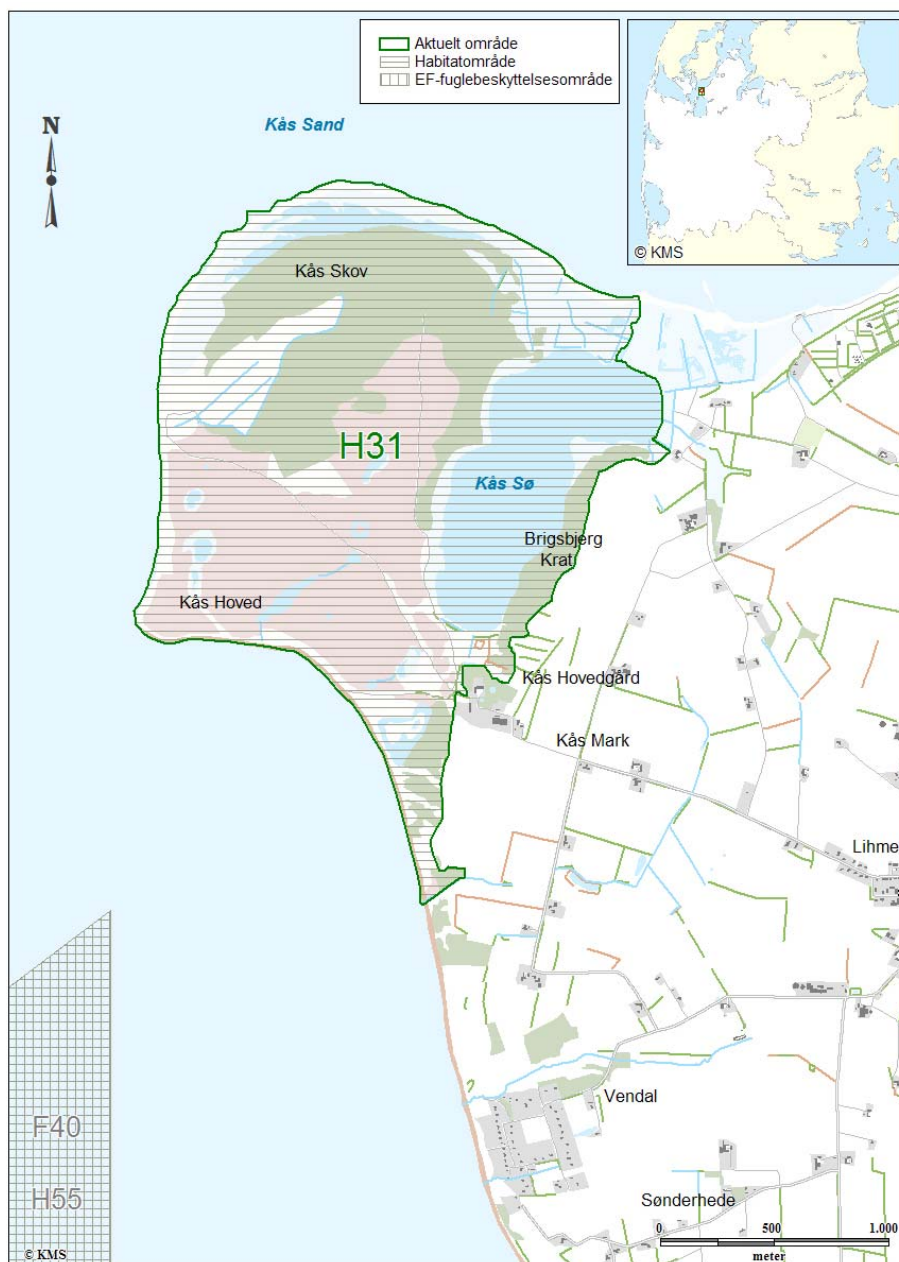 Aktuelt område
Habitatområde
EF-fuglebeskyttelsesområde
N
Kås Sand
© KMS
Kås Skov
H31
Kås Sø
Brigsbjerg
Krat
Kås Hoved
Kås Hovedgård
Kås Mark
Lihme
F40
Vendal
H55
Sønderhede
0 500 1.000
meter
© KMS